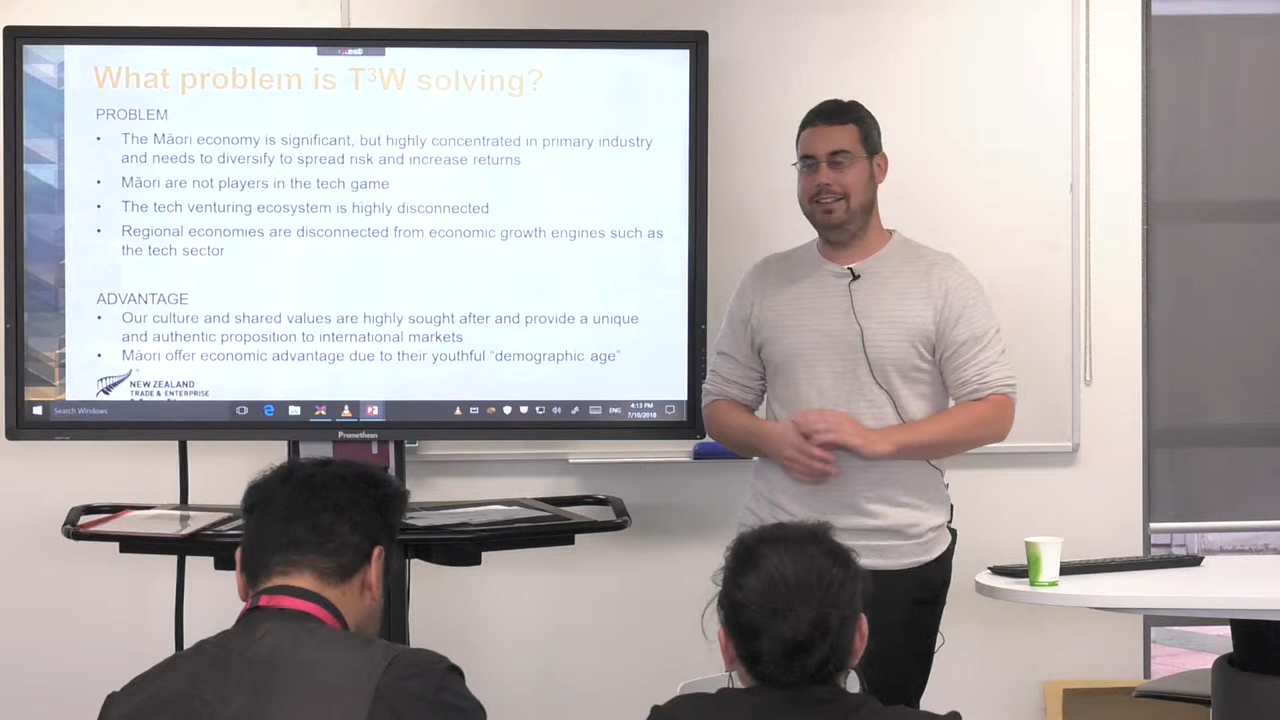 What problem is T³W solving?
PROBLEM
• The Māori economy is significant, but highly concentrated in primary industry
and needs to diversify to spread risk and increase returns
• Māori are not players in the tech game
• The tech venturing ecosystem is highly disconnected
• Regional economies are disconnected from economic growth engines such as
the tech sector
ADVANTAGE
• Our culture and shared values are highly sought after and provide a unique
and authentic proposition to international markets
• Māori offer economic advantage due to their youthful "demographic age"
NEW ZEALAND
TRADE & ENTERPRISE
Search Windows
ENG
4:13 PM
7/10/2018
Promethean